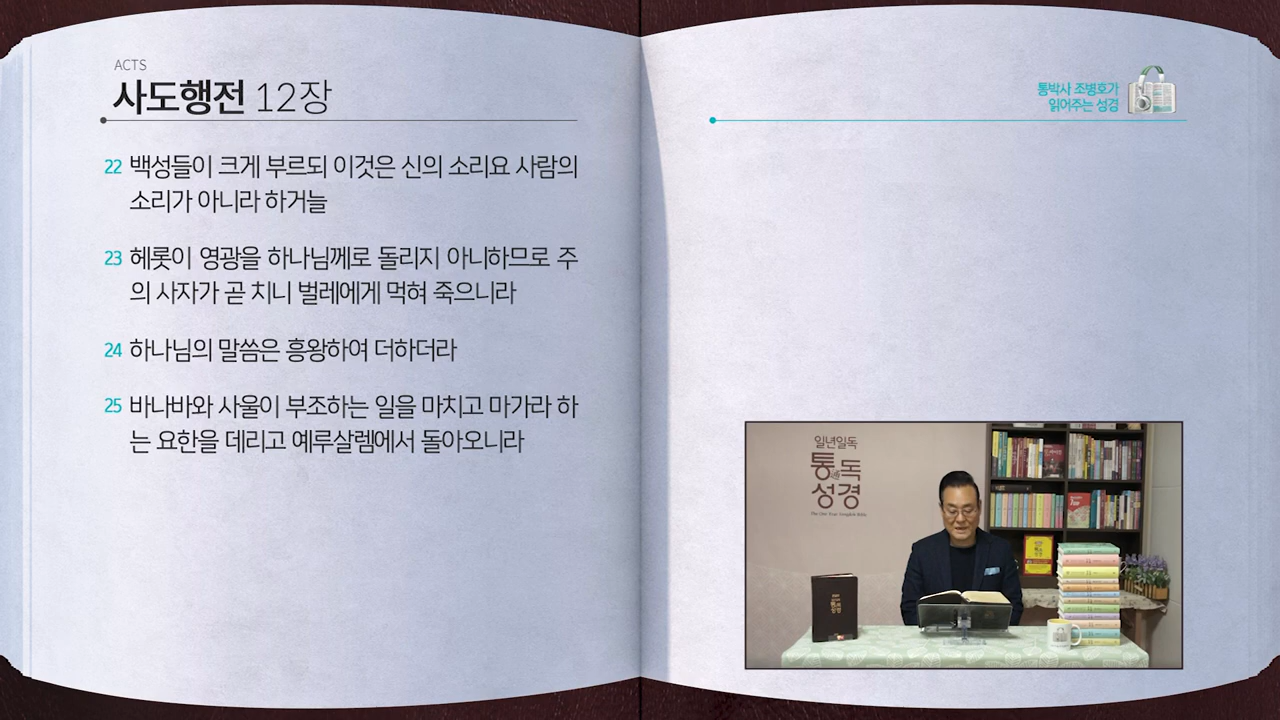 ACTS
사도행전 12장
22 백성들이 크게 부르되 이것은 신의 소리요 사람의
소리가 아니라 하거늘
23 헤롯이 영광을 하나님께로 돌리지 아니하므로 주
의 사자가 곧 치니 벌레에게 먹혀 죽으니라
24 하나님의 말씀은 흥왕하여 더하더라
25 바나바와 사울이 부조하는 일을 마치고 마가라 하
는 요한을 데리고 예루살렘에서 돌아오니라
통박사 조병호가
읽어주는 성경
일년일독
통독
성경